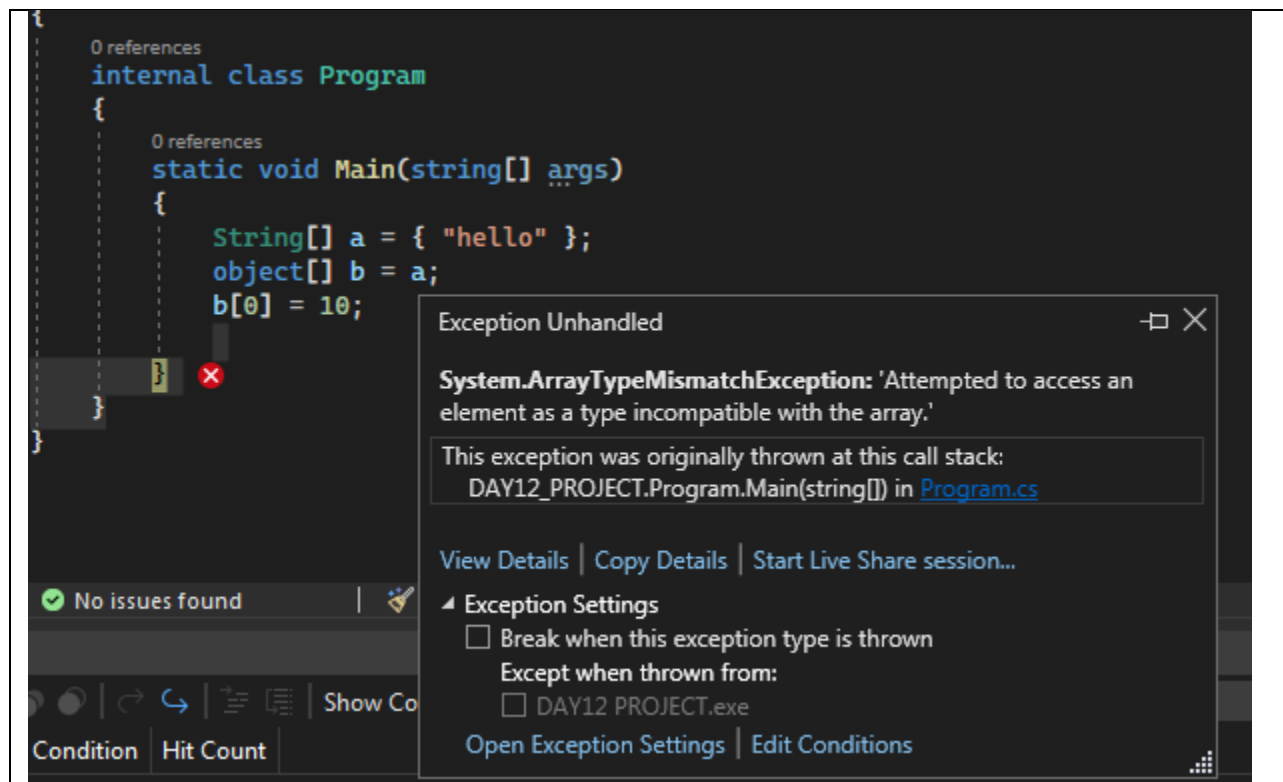 {
0 references
internal class Program
{
0 references
static void Main(string[] args)
{
String[] a = { "hello" };
object[] b = a;
b[0] = 10;
}
}
}
Exception Unhandled
System.ArrayTypeMismatchException: 'Attempted to access an
element as a type incompatible with the array.'
This exception was originally thrown at this call stack:
DAY12_PROJECT.Program.Main(string[]) in Program.cs
View Details | Copy Details | Start Live Share session...
Exception Settings
Break when this exception type is thrown
Except when thrown from:
DAY12 PROJECT.exe
Open Exception Settings | Edit Conditions
No issues found
Show Co
Condition
Hit Count